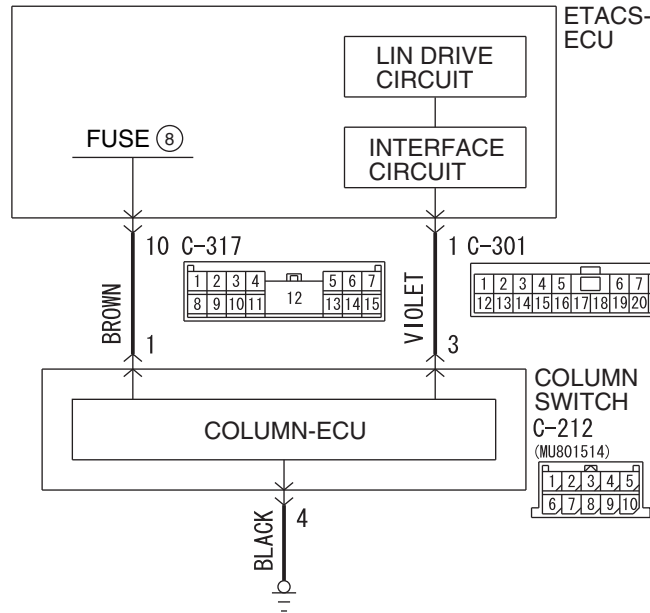 ETACS-
ECU
LIN DRIVE
CIRCUIT
FUSE 8
INTERFACE
CIRCUIT
10 C-317
1 C-301
1 2 3 4 5 6 7
8 9 10 11 12 13 14 15
1 2 3 4 5 6 7
12 13 14 15 16 17 18 19 20
BROWN
VIOLET
1
3
COLUMN
SWITCH
C-212
(MU801514)
COLUMN-ECU
1 2 3 4 5
6 7 8 9 10
BLACK
4